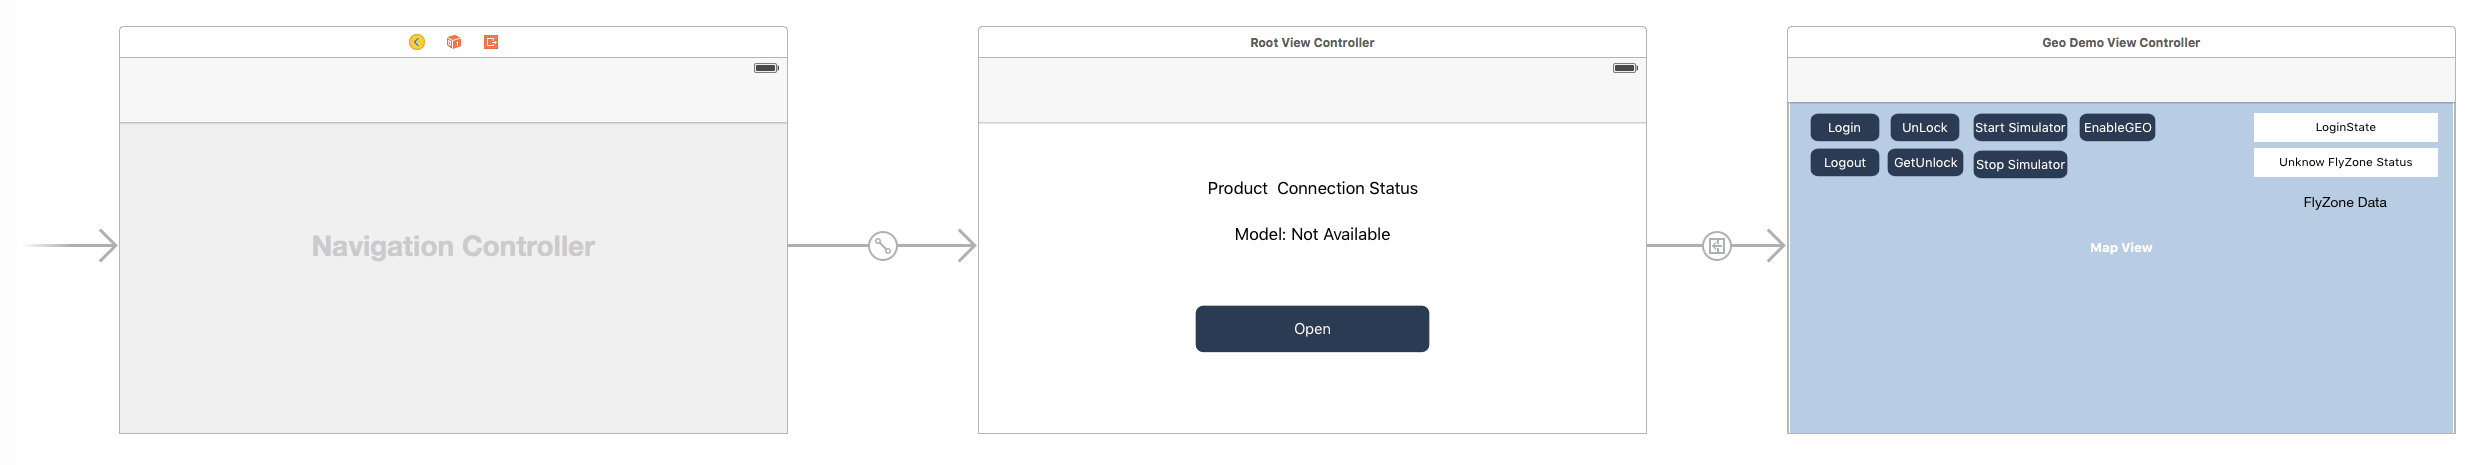 Navigation Controller
Root View Controller
Product  Connection Status
Model: Not Available
Open
Geo Demo View Controller
Login UnLock Start Simulator EnableGEO LoginState
Logout GetUnlock Stop Simulator Unknow FlyZone Status
FlyZone Data
Map View